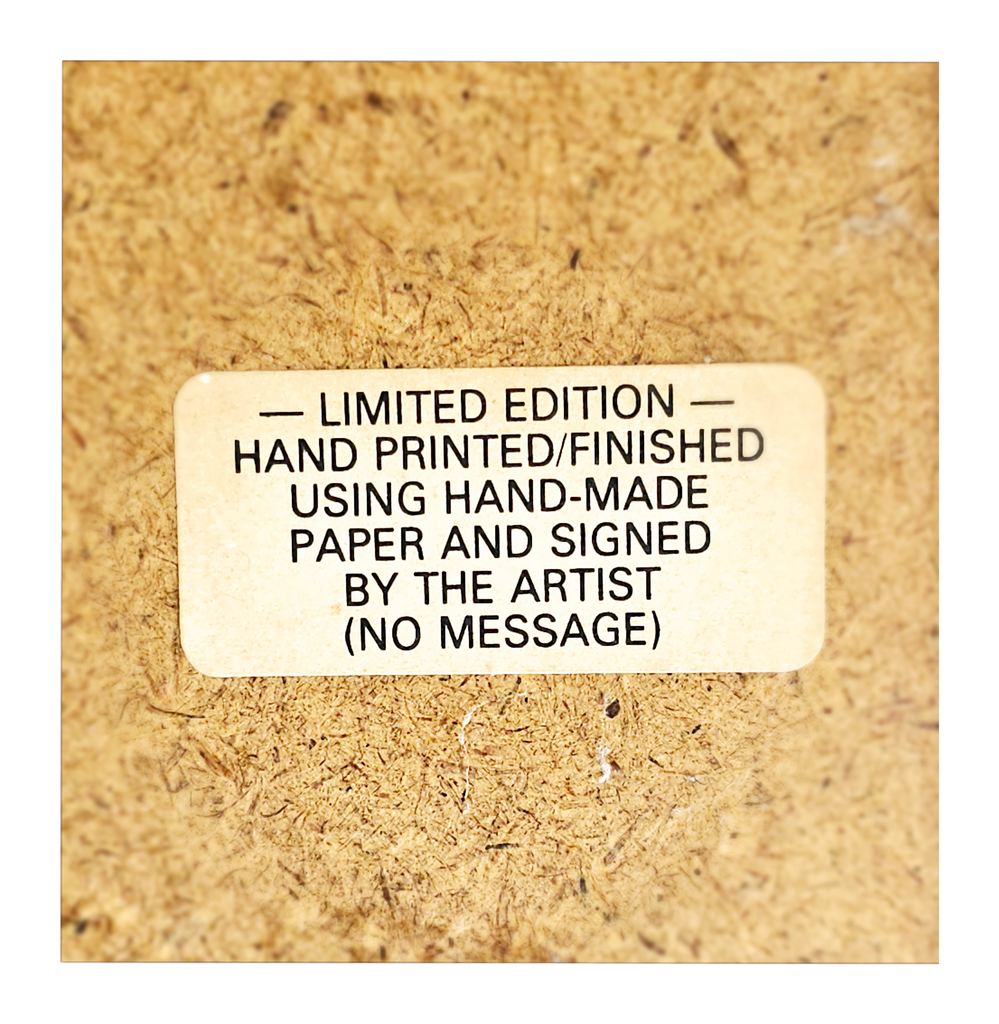 — LIMITED EDITION —
HAND PRINTED/FINISHED
USING HAND-MADE
PAPER AND SIGNED
BY THE ARTIST
(NO MESSAGE)